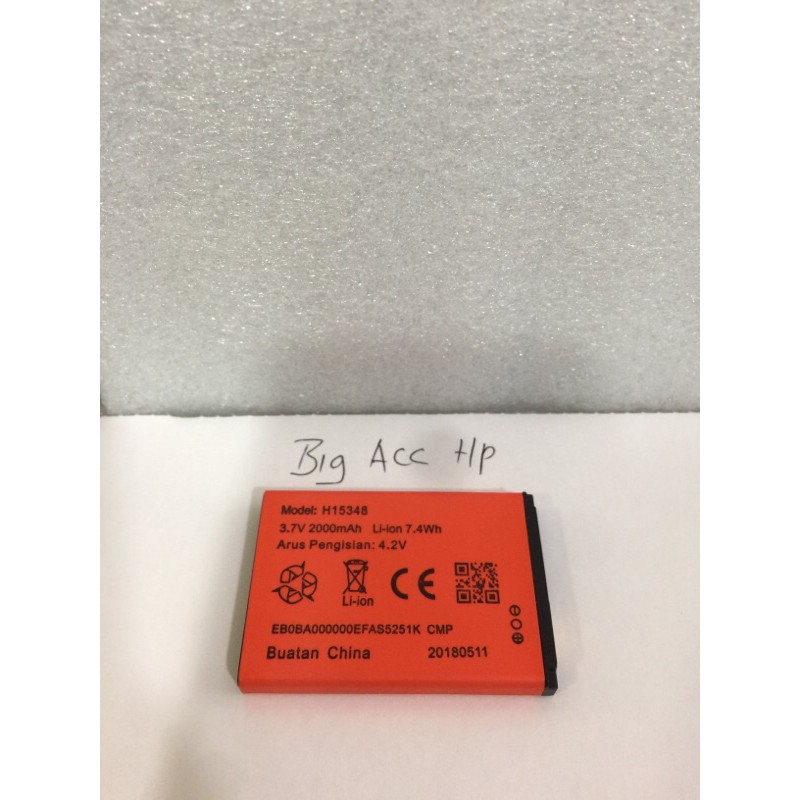 Big Acc Hp
Model: H15348
3.7V 2000mAh Li-ion 7.4Wh
Arus Pengisian: 4.2V
Li-ion CE
EB0BA000000EFAS5251K CMP
Buatan China 20180511